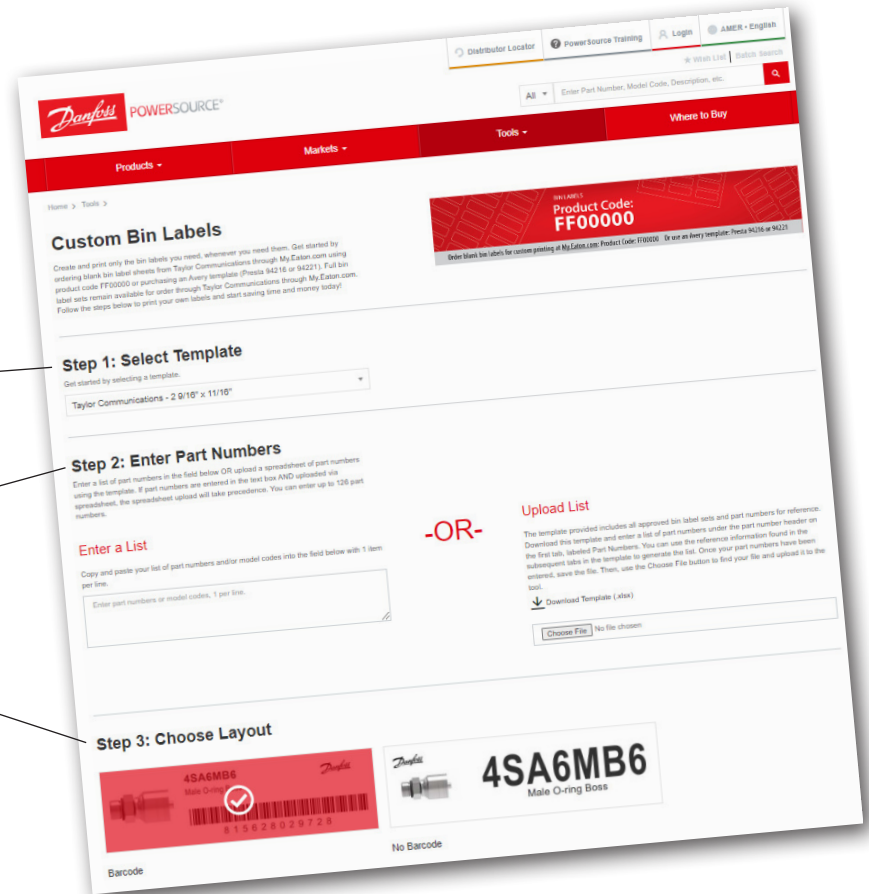 Distributor Locator
PowerSource Training
Login
AMER • English
Wish List | Batch Search
Danfoss POWERSOURCE®
All Enter Part Number, Model Code, Description, etc.
Products
Markets
Tools
Where to Buy
Home > Tools >
Custom Bin Labels
Create and print only the bin labels you need, whenever you need them. Get started by
ordering blank bin label sheets from Taylor Communications through My.Eaton.com using
product code FF00000 or purchasing an Avery template (Presta 94216 or 94221). Full bin
label sets remain available for order through Taylor Communications through My.Eaton.com.
Follow the steps below to print your own labels and start saving time and money today!
BIN LABELS
Product Code:
FF00000
Order blank bin labels for custom printing at My.Eaton.com: Product Code: FF00000 Or use an Avery template: Presta 94216 or 94221
Step 1: Select Template
Get started by selecting a template.
Taylor Communications - 2 9/16" x 11/16"
Step 2: Enter Part Numbers
Enter a list of part numbers in the field below OR upload a spreadsheet of part numbers
using the template. If part numbers are entered in the text box AND uploaded via
spreadsheet, the spreadsheet upload will take precedence. You can enter up to 126 part
numbers.
Enter a List
Copy and paste your list of part numbers and/or model codes into the field below with 1 item
per line.
Enter part numbers or model codes, 1 per line.
-OR-
Upload List
The template provided includes all approved bin label sets and part numbers for reference.
Download this template and enter a list of part numbers under the part number header on
the first tab, labeled Part Numbers. You can use the reference information found in the
subsequent tabs in the template to generate the list. Once your part numbers have been
entered, save the file. Then, use the Choose File button to find your file and upload it to the
tool.
Download Template (.xlsx)
Choose File No file chosen
Step 3: Choose Layout
4SA6MB6
Danfoss
Male O-ring
815628029728
Barcode
Danfoss
4SA6MB6
Male O-ring Boss
No Barcode